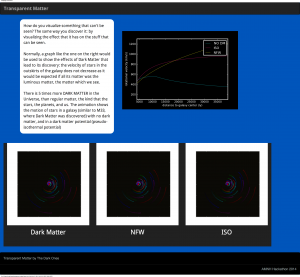 Transparent Matter
How do you visualise something that can't be
seen? The same way you discover it: by
visualising the effect that it has on the stuff that
can be seen.
Normally, a graph like the one on the right would
be used to show the effects of Dark Matter that
lead to its discovery: the velocity of stars in the
outskirts of the galaxy does not decrease as it
would be expected if all its matter was the
luminous matter, the matter which we see.
There is 5 times more DARK MATTER in the
Universe, than regular matter, the kind that the
stars, the planets, and us. The animation shows
the motion of stars in a galaxy similar to M33,
where Dark Matter was discovered) with no dark
matter, and in a dark matter potential (pseudo-
isothermal potential)
NO DM
ISO
NFW
distance to galaxy centre (ly)
Dark Matter
NFW
ISO
Transparent Matter by The Dark Ones